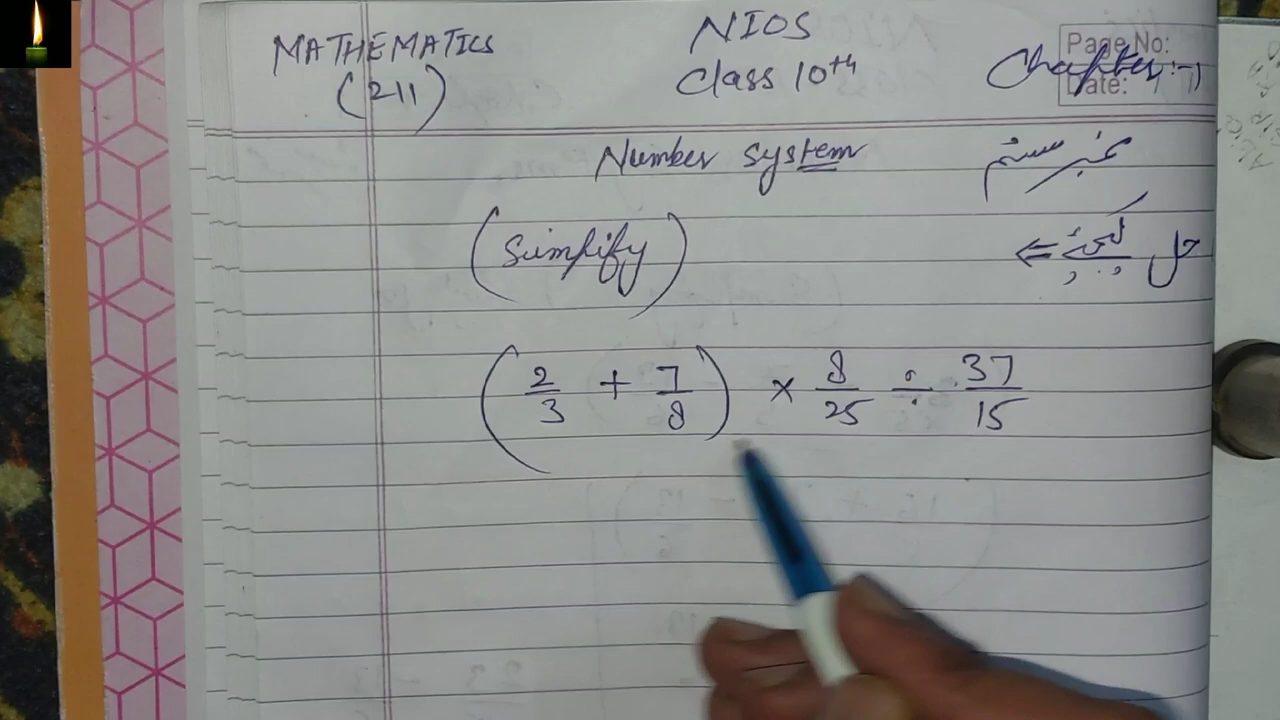 MATHEMATICS
(211)
NIOS
Class 10th
Page No:
Date:
Chapter:-1
Number system
نمبر سسٹم
(Simplify)
حل کیجئے ⇐
(2/3 + 7/8) × 8/25 ÷ 37/15